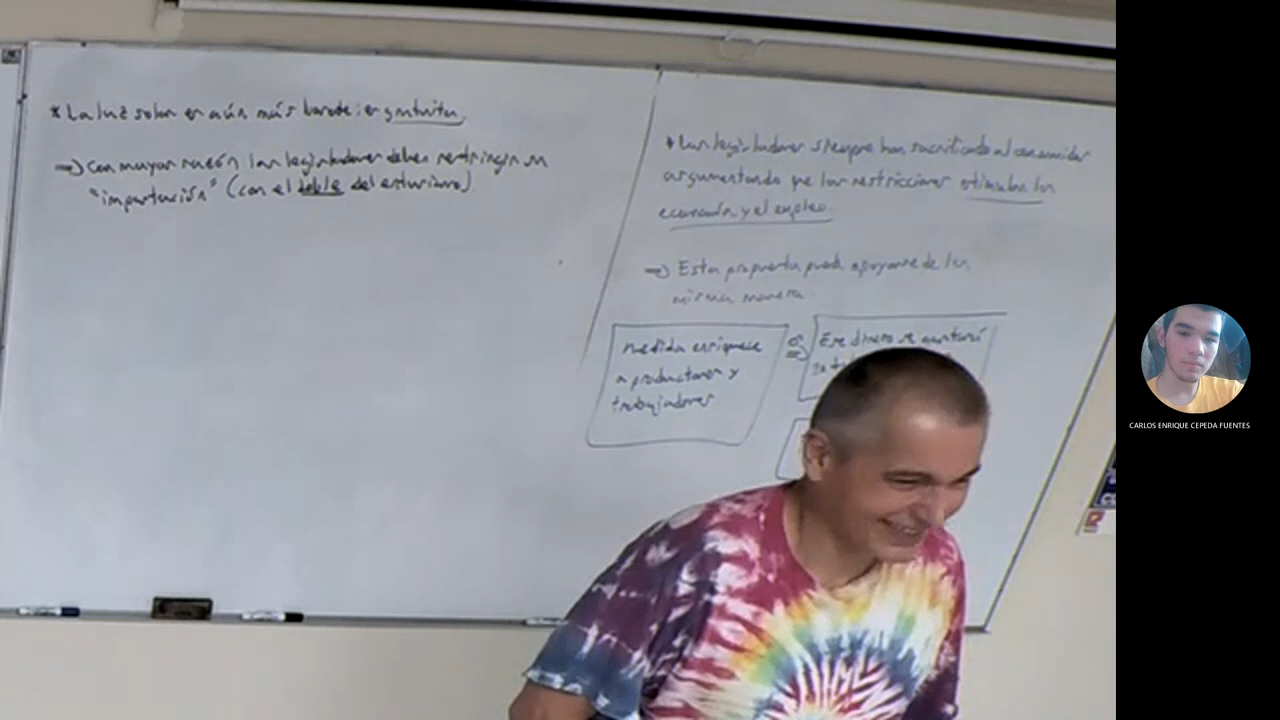 * La luz solar es aún más barata: es gratuita.
=> Con mayor razón los legisladores deben restringir su
"importación" (con el doble del entusiasmo)
* Los legisladores siempre han sacrificado al consumidor
argumentando que las restricciones estimulan la
economía y el empleo.
=> Esta propuesta puede apoyarse de la
misma manera
Medida enriquece
a productores y
trabajadores
=>
Ese dinero se gastará
CARLOS ENRIQUE CEPEDA FUENTES